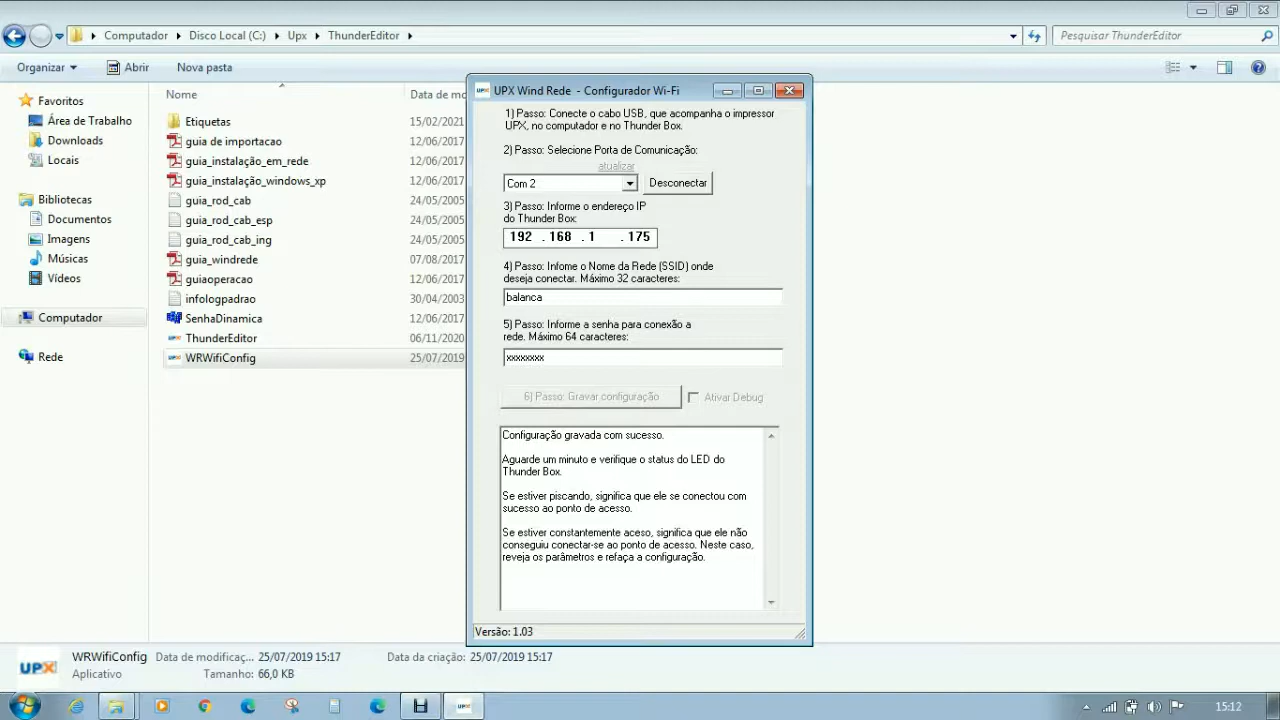 Computador
Disco Local (C:)
Upx
ThunderEditor
Pesquisar ThunderEditor
Organizar
Abrir
Nova pasta
Favoritos
Área de Trabalho
Downloads
Locais
Bibliotecas
Documentos
Imagens
Músicas
Vídeos
Computador
Rede
Nome
Data de mo
Etiquetas 15/02/2021
guia de importacao 12/06/2017
guia_instalação_em_rede 12/06/2017
guia_instalação_windows_xp 12/06/2017
guia_rod_cab 24/05/2005
guia_rod_cab_esp 24/05/2005
guia_rod_cab_ing 24/05/2005
guia_windrede 07/08/2017
guiaoperacao 12/06/2017
infologpadrao 30/04/2003
SenhaDinamica 12/06/2017
ThunderEditor 06/11/2020
WRWifiConfig 25/07/2019
UPX Wind Rede - Configurador Wi-Fi
1) Passo: Conecte o cabo USB, que acompanha o impressor
UPX, no computador e no Thunder Box.
2) Passo: Selecione Porta de Comunicação:
atualizar
Com 2
Desconectar
3) Passo: Informe o endereço IP
do Thunder Box:
192 . 168 . 1 . 175
4) Passo: Infome o Nome da Rede (SSID) onde
deseja conectar. Máximo 32 caracteres:
balanca
5) Passo: Informe a senha para conexão a
rede. Máximo 64 caracteres:
xxxxxxxx
6) Passo: Gravar configuração
Ativar Debug
Configuração gravada com sucesso.
Aguarde um minuto e verifique o status do LED do
Thunder Box.
Se estiver piscando, significa que ele se conectou com
sucesso ao ponto de acesso.
Se estiver constantemente aceso, significa que ele não
conseguiu conectar-se ao ponto de acesso. Neste caso,
reveja os parâmetros e refaça a configuração.
Versão: 1.03
UPX
WRWifiConfig Data de modificaç... 25/07/2019 15:17 Data da criação: 25/07/2019 15:17
Aplicativo Tamanho: 66,0 KB
15:12